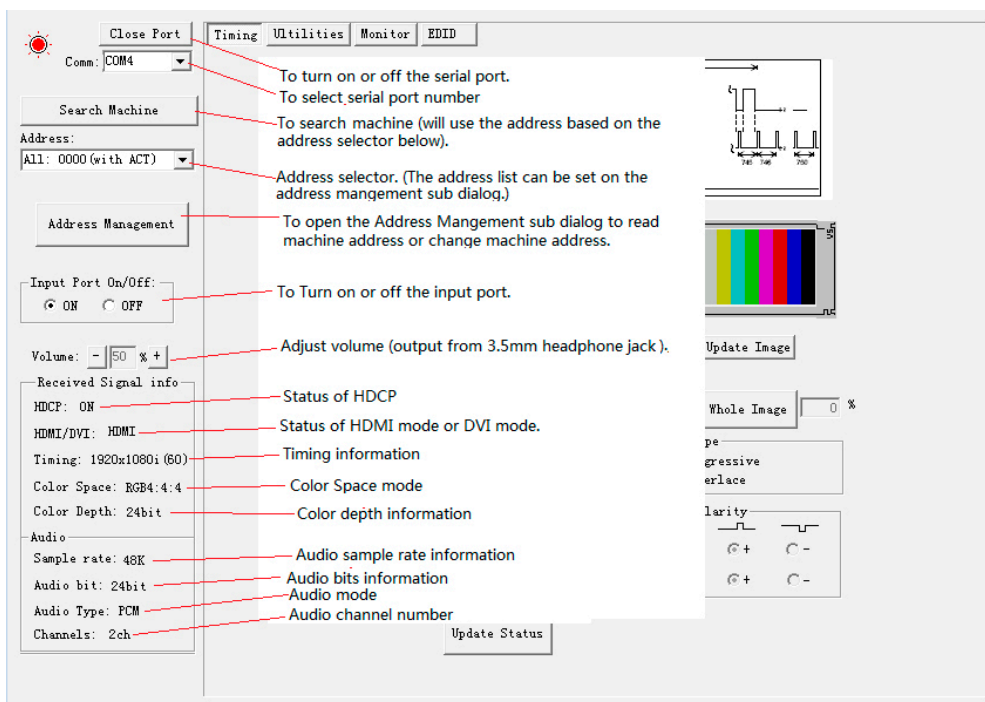 Close Port
Timing
Ultilities
Monitor
EDID
Comm: COM4
To turn on or off the serial port.
To select serial port number
Search Machine
To search machine (will use the address based on the
address selector below).
Address:
All: 0000(with ACT)
Address selector. (The address list can be set on the
address mangement sub dialog.)
Address Management
To open the Address Mangement sub dialog to read
machine address or change machine address.
745 746 750
VS
Input Port On/Off:
ON OFF
To Turn on or off the input port.
Volume: - 50 % +
Adjust volume (output from 3.5mm headphone jack ).
Update Image
Received Signal info
HDCP: ON
Status of HDCP
Whole Image 0 %
HDMI/DVI: HDMI
Status of HDMI mode or DVI mode.
pe
Timing: 1920x1080i(60)
Timing information
gressive
erlace
Color Space: RGB4:4:4
Color Space mode
Color Depth: 24bit
Color depth information
larity
Audio
+ -
Sample rate: 48K
Audio sample rate information
+ -
Audio bit: 24bit
Audio bits information
Audio Type: PCM
Audio mode
Channels: 2ch
Audio channel number
Update Status